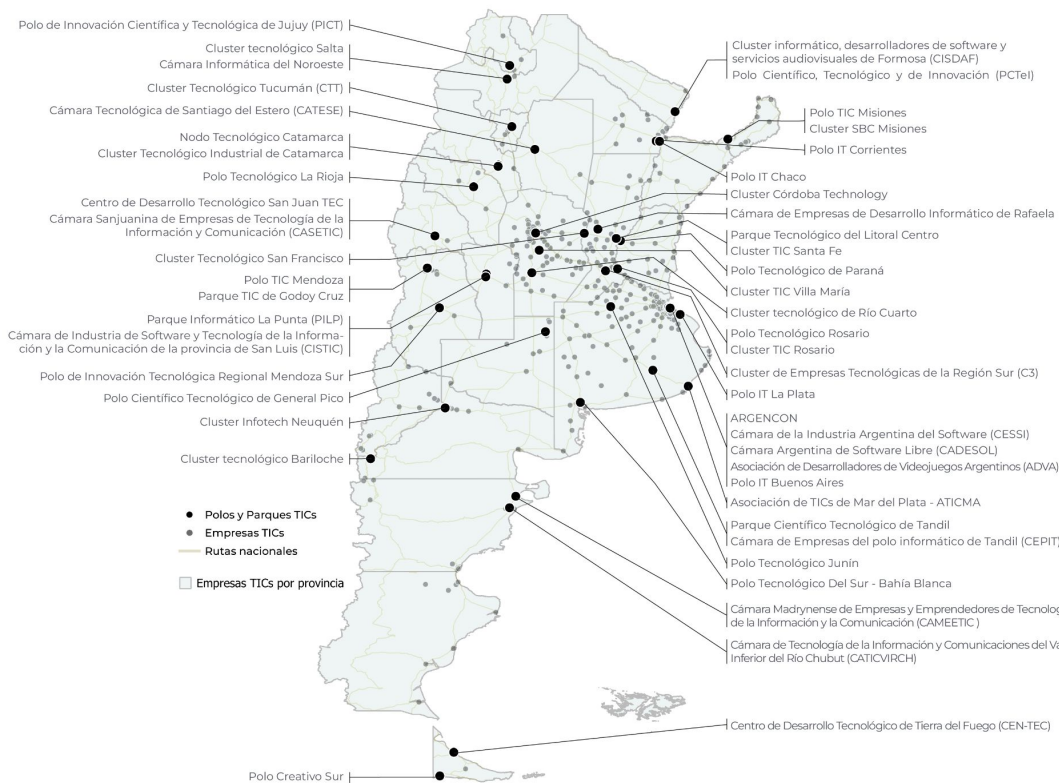 Polo de Innovación Científica y Tecnológica de Jujuy (PICT)
Cluster tecnológico Salta
Cámara Informática del Noroeste
Cluster Tecnológico Tucumán (CTT)
Cámara Tecnológica de Santiago del Estero (CATESE)
Nodo Tecnológico Catamarca
Cluster Tecnológico Industrial de Catamarca
Polo Tecnológico La Rioja
Centro de Desarrollo Tecnológico San Juan TEC
Cámara Sanjuanina de Empresas de Tecnología de la
Información y Comunicación (CASETIC)
Cluster Tecnológico San Francisco
Polo TIC Mendoza
Parque TIC de Godoy Cruz
Parque Informático La Punta (PILP)
Cámara de Industria de Software y Tecnología de la Informa-
ción y la Comunicación de la provincia de San Luis (CISTIC)
Polo de Innovación Tecnológica Regional Mendoza Sur
Polo Científico Tecnológico de General Pico
Cluster Infotech Neuquén
Cluster tecnológico Bariloche
Polos y Parques TICs
Empresas TICs
Rutas nacionales
Empresas TICs por provincia
Polo Creativo Sur
Cluster informático, desarrolladores de software y
servicios audiovisuales de Formosa (CISDAF)
Polo Científico, Tecnológico y de Innovación (PCTeI)
Polo TIC Misiones
Cluster SBC Misiones
Polo IT Corrientes
Polo IT Chaco
Cluster Córdoba Technology
Cámara de Empresas de Desarrollo Informático de Rafaela
Parque Tecnológico del Litoral Centro
Cluster TIC Santa Fe
Polo Tecnológico de Paraná
Cluster TIC Villa María
Cluster tecnológico de Río Cuarto
Polo Tecnológico Rosario
Cluster TIC Rosario
Cluster de Empresas Tecnológicas de la Región Sur (C3)
Polo IT La Plata
ARGENCON
Cámara de la Industria Argentina del Software (CESSI)
Cámara Argentina de Software Libre (CADESOL)
Asociación de Desarrolladores de Videojuegos Argentinos (ADVA)
Polo IT Buenos Aires
Asociación de TICs de Mar del Plata - ATICMA
Parque Científico Tecnológico de Tandil
Cámara de Empresas del polo informático de Tandil (CEPIT)
Polo Tecnológico Junín
Polo Tecnológico Del Sur - Bahía Blanca
Cámara Madrynense de Empresas y Emprendedores de Tecnolog
de la Información y la Comunicación (CAMEETIC )
Cámara de Tecnología de la Información y Comunicaciones del Va
Inferior del Río Chubut (CATICVIRCH)
Centro de Desarrollo Tecnológico de Tierra del Fuego (CEN-TEC)